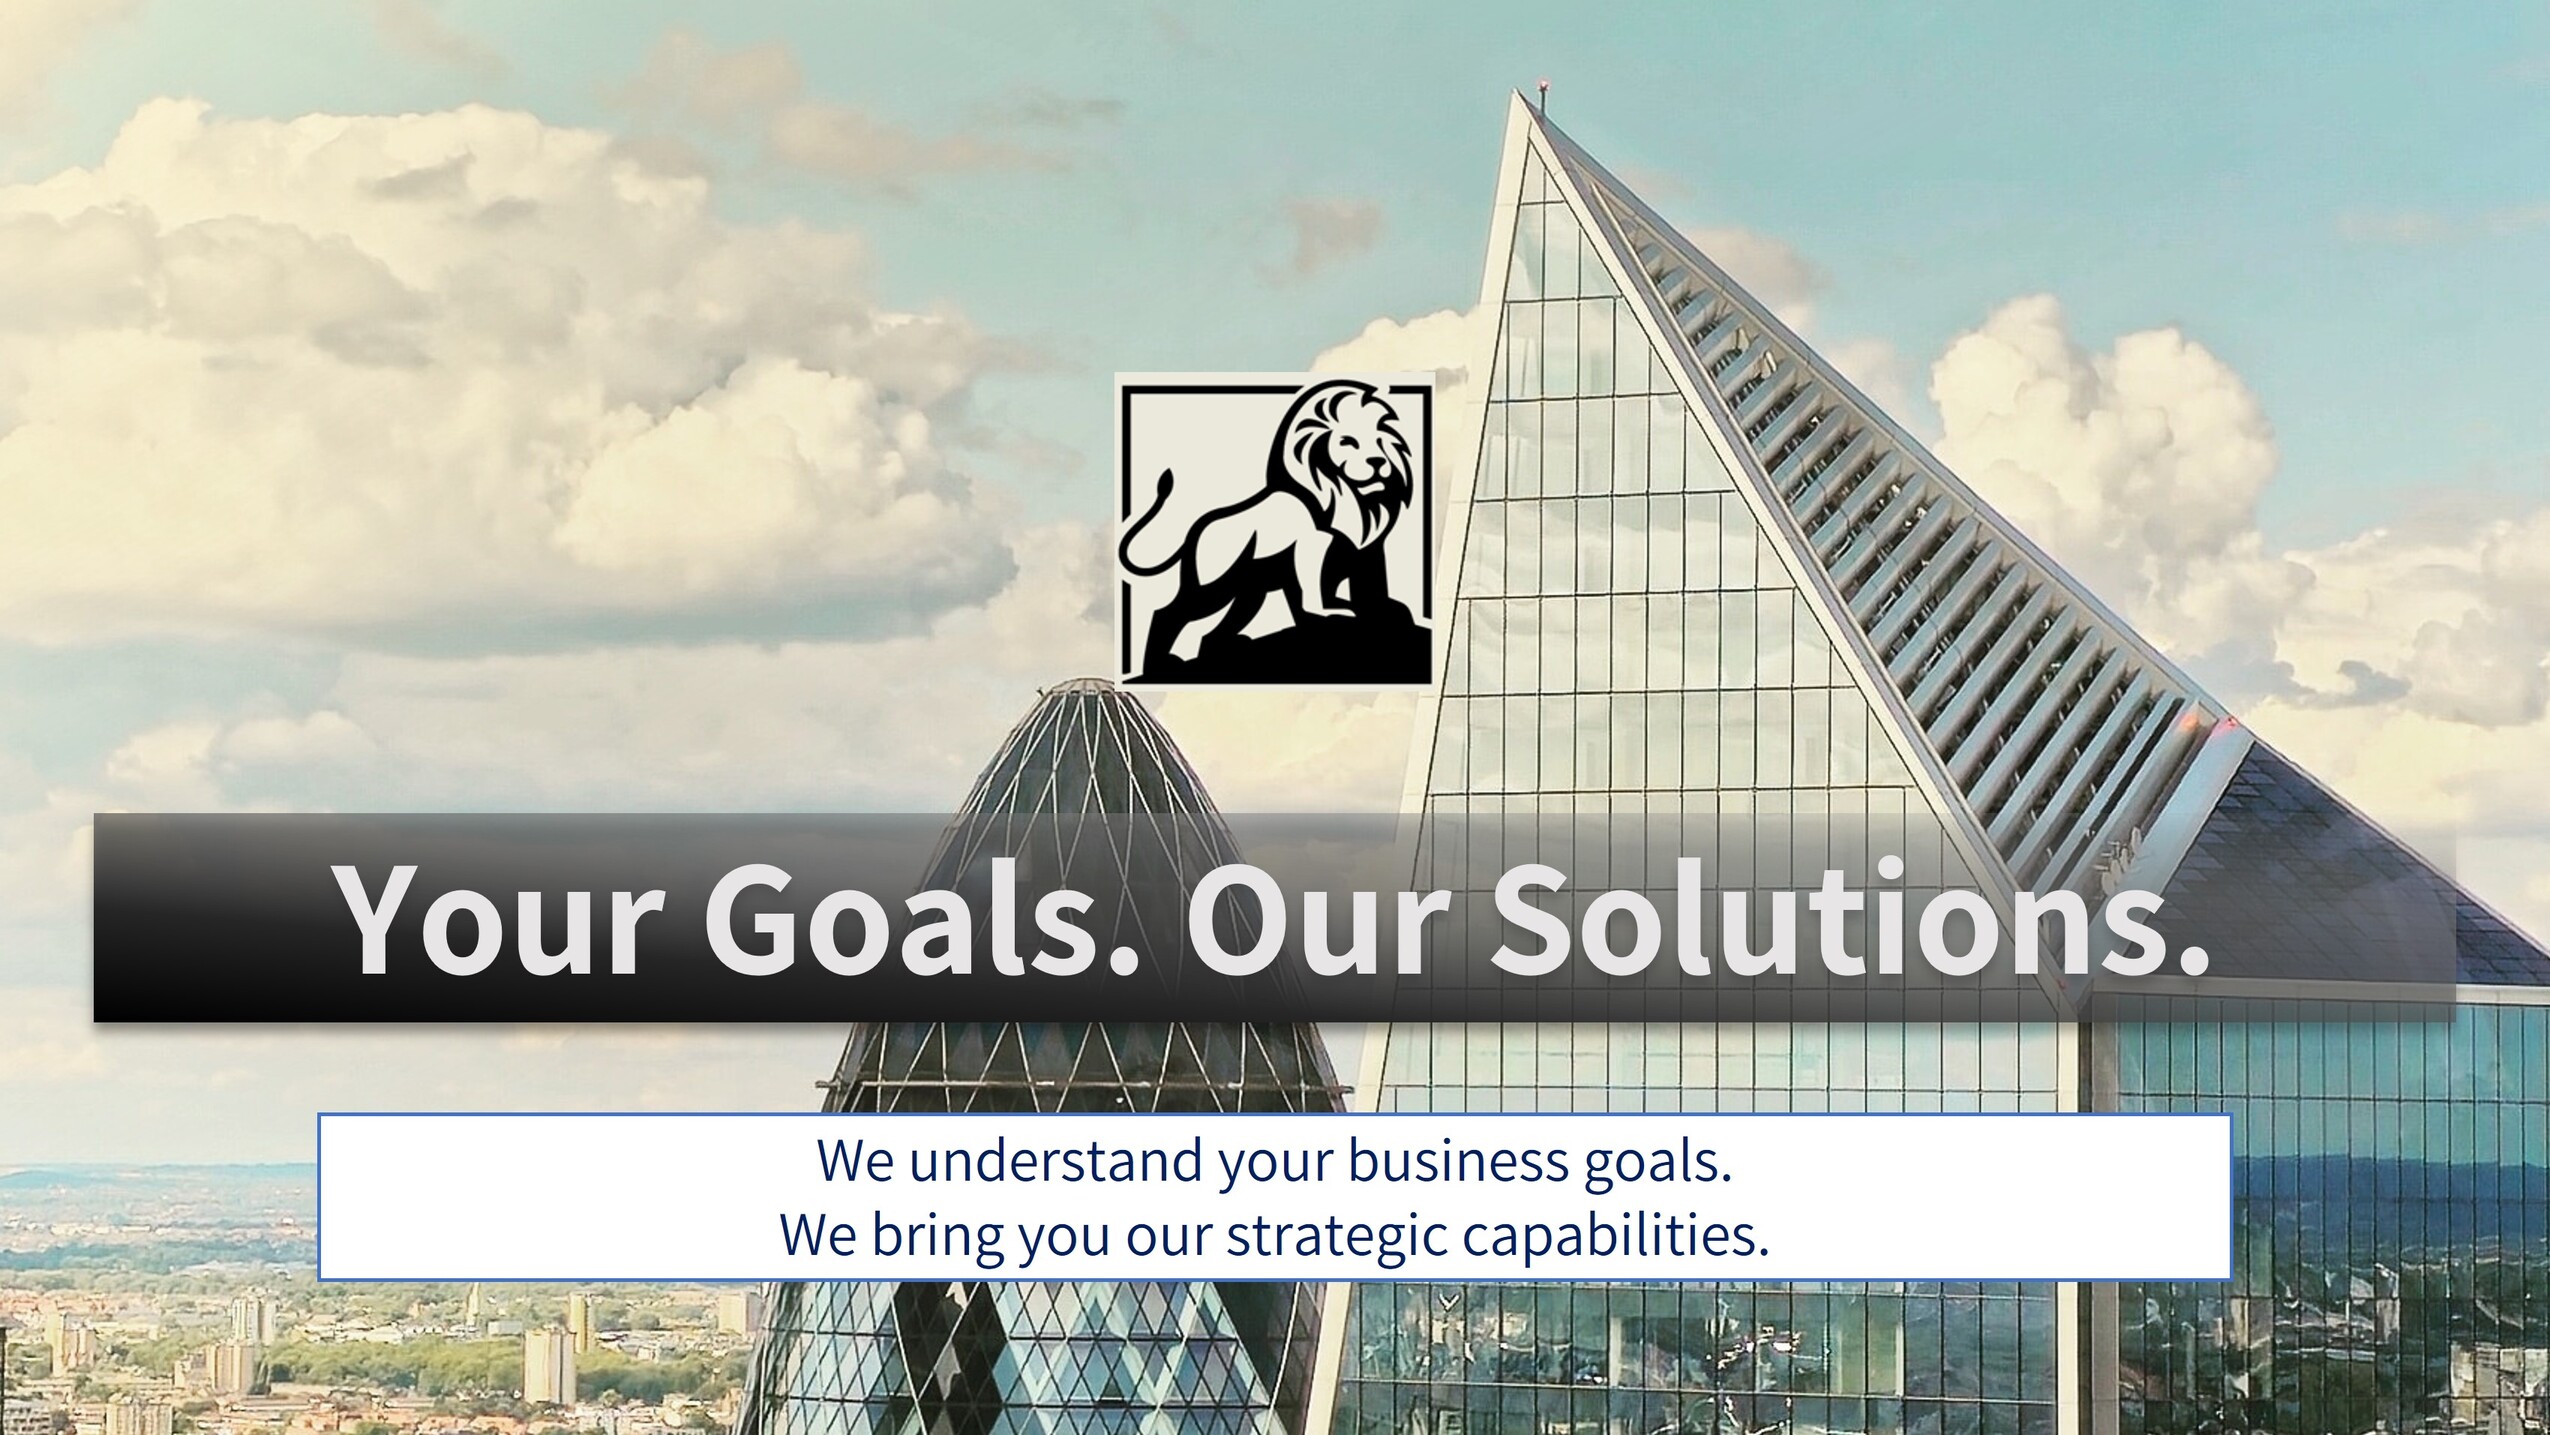 Your Goals. Our Solutions.
We understand your business goals.
We bring you our strategic capabilities.